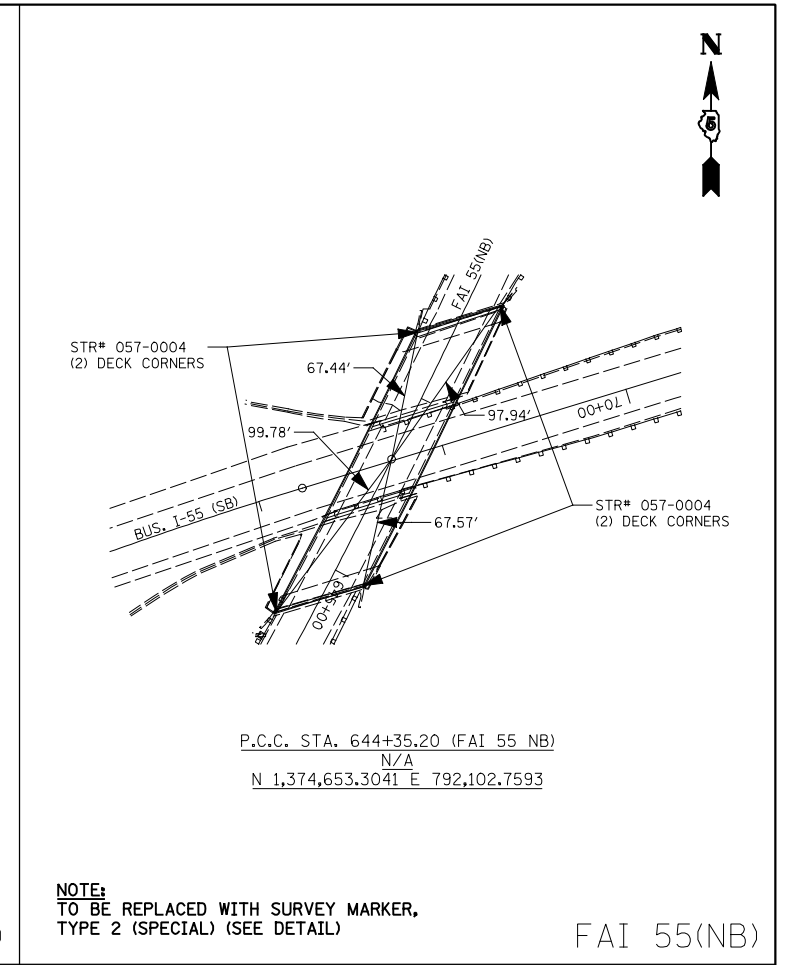 N
5
FAI 55(NB)
STR# 057-0004
(2) DECK CORNERS
67.44'
97.94'
70+00
99.78'
BUS. I-55 (SB)
STR# 057-0004
(2) DECK CORNERS
67.57'
645+00
P.C.C. STA. 644+35.20 (FAI 55 NB)
N/A
N 1,374,653.3041 E 792,102.7593
NOTE:
TO BE REPLACED WITH SURVEY MARKER,
TYPE 2 (SPECIAL) (SEE DETAIL)
FAI 55(NB)
)